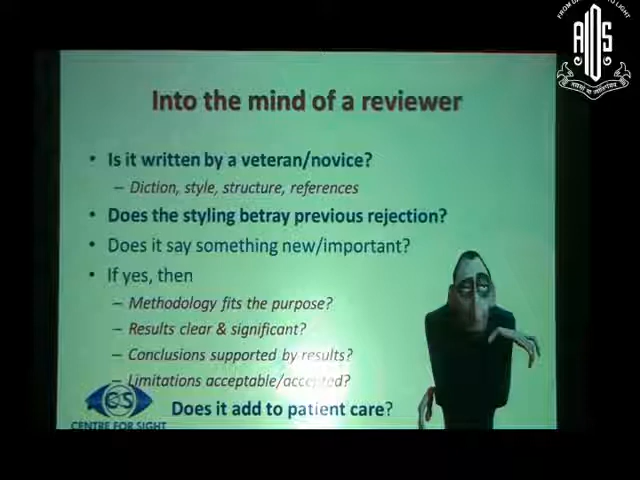 AIOS
Into the mind of a reviewer
• Is it written by a veteran/novice?
– Diction, style, structure, references
• Does the styling betray previous rejection?
• Does it say something new/important?
• If yes, then
– Methodology fits the purpose?
– Results clear & significant?
– Conclusions supported by results?
– Limitations acceptable/accepted?
Does it add to patient care?
CS
CENTRE FOR SIGHT